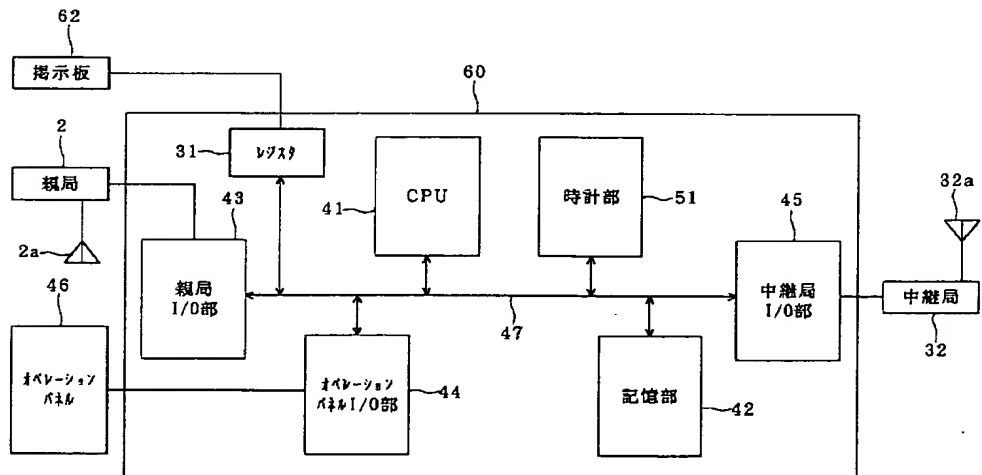 62
掲示板
60
2
親局
31
レジスタ
2a
43
親局
I/O部
41
CPU
時計部
51
45
中継局
I/O部
32a
中継局
32
46
オペレーション
パネル
47
オペレーション
パネルI/O部
44
記憶部
42